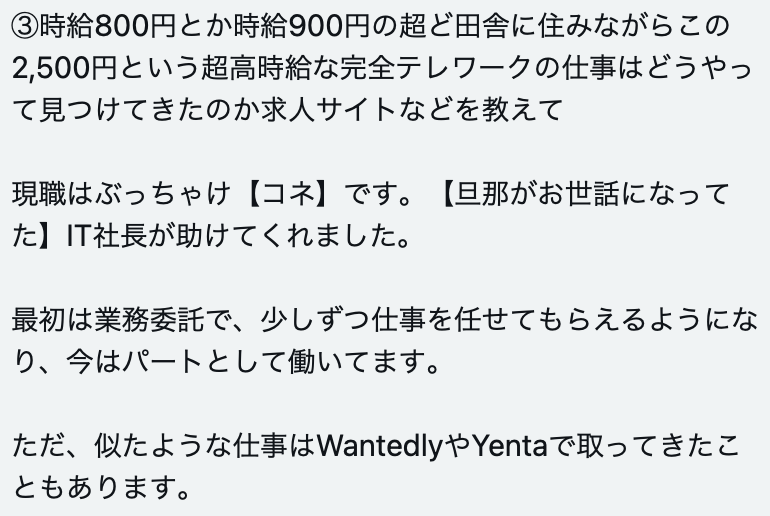 ③時給800円とか時給900円の超ど田舎に住みながらこの
2,500円という超高時給な完全テレワークの仕事はどうやっ
て見つけてきたのか求人サイトなどを教えて
現職はぶっちゃけ【コネ】です。【旦那がお世話になって
た】IT社長が助けてくれました。
最初は業務委託で、少しずつ仕事を任せてもらえるようにな
り、今はパートとして働いてます。
ただ、似たような仕事はWantedlyやYentaで取ってきたこ
ともあります。